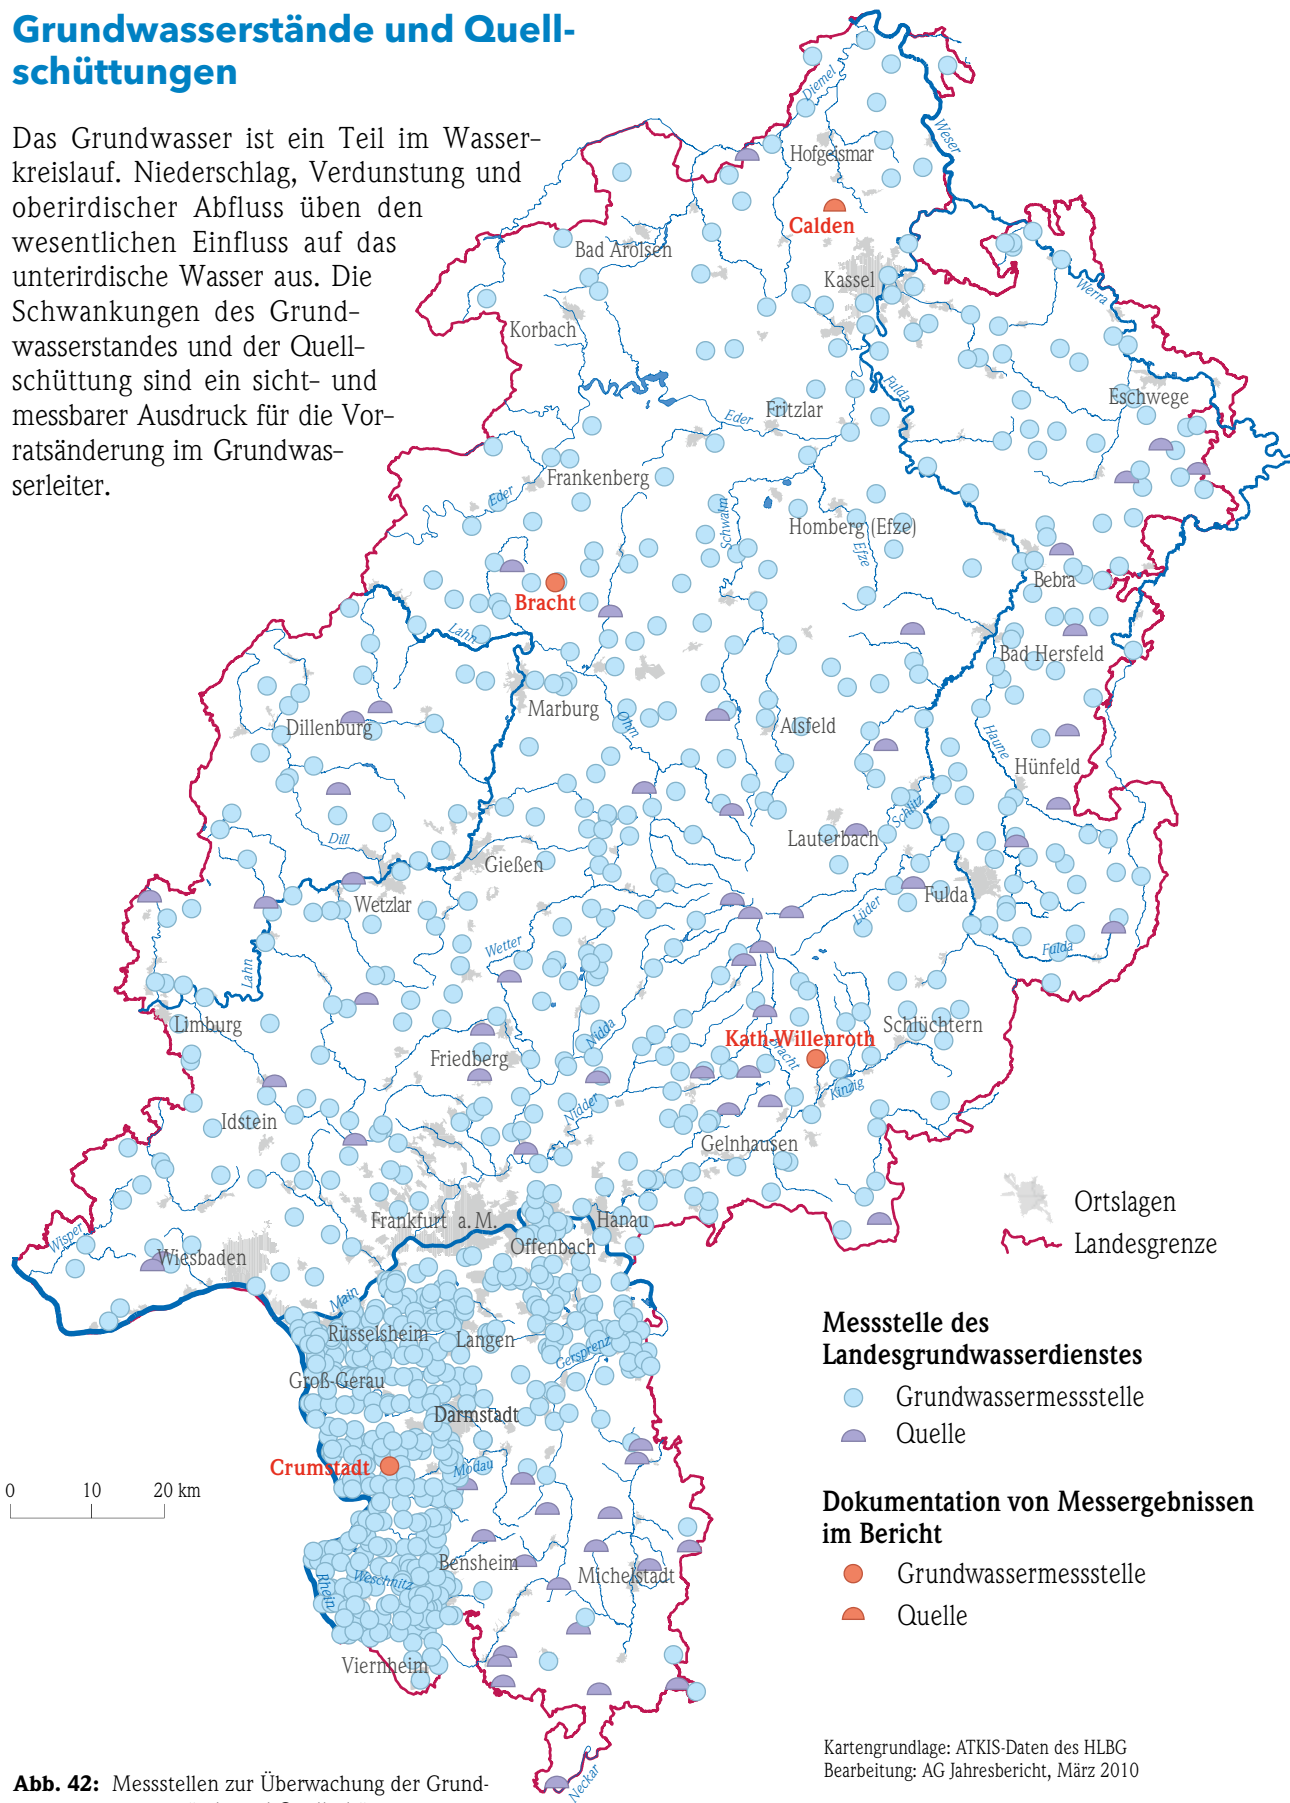 Grundwasserstände und Quell-
schüttungen
Das Grundwasser ist ein Teil im Wasser-
kreislauf. Niederschlag, Verdunstung und
oberirdischer Abfluss üben den
wesentlichen Einfluss auf das
unterirdische Wasser aus. Die
Schwankungen des Grund-
wasserstandes und der Quell-
schüttung sind ein sicht- und
messbarer Ausdruck für die Vor-
ratsänderung im Grundwas-
serleiter.
Diemel
Weser
Hofgeismar
Calden
Bad Arolsen
Kassel
Werra
Korbach
Fulda
Eschwege
Eder
Fritzlar
Frankenberg
Eder
Schwalm
Homberg (Efze)
Efze
Bebra
Bracht
Lahn
Bad Hersfeld
Marburg
Ohm
Alsfeld
Dillenburg
Haune
Hünfeld
Schlitz
Lauterbach
Dill
Gießen
Fulda
Wetzlar
Lüder
Wetter
Fulda
Lahn
Limburg
Nidda
Schlüchtern
Kath-Willenroth
Bracht
Friedberg
Kinzig
Nidder
Idstein
Gelnhausen
Frankfurt a. M.
Hanau
Offenbach
Wisper
Wiesbaden
Main
Rüsselsheim
Langen
Gersprenz
Groß-Gerau
Darmstadt
Crumstadt
Modau
Bensheim
Michelstadt
Rhein
Weschnitz
Viernheim
Neckar
0 10 20 km
Ortslagen
Landesgrenze
Messstelle des
Landesgrundwasserdienstes
Grundwassermessstelle
Quelle
Dokumentation von Messergebnissen
im Bericht
Grundwassermessstelle
Quelle
Kartengrundlage: ATKIS-Daten des HLBG
Bearbeitung: AG Jahresbericht, März 2010
Abb. 42: Messstellen zur Überwachung der Grund-